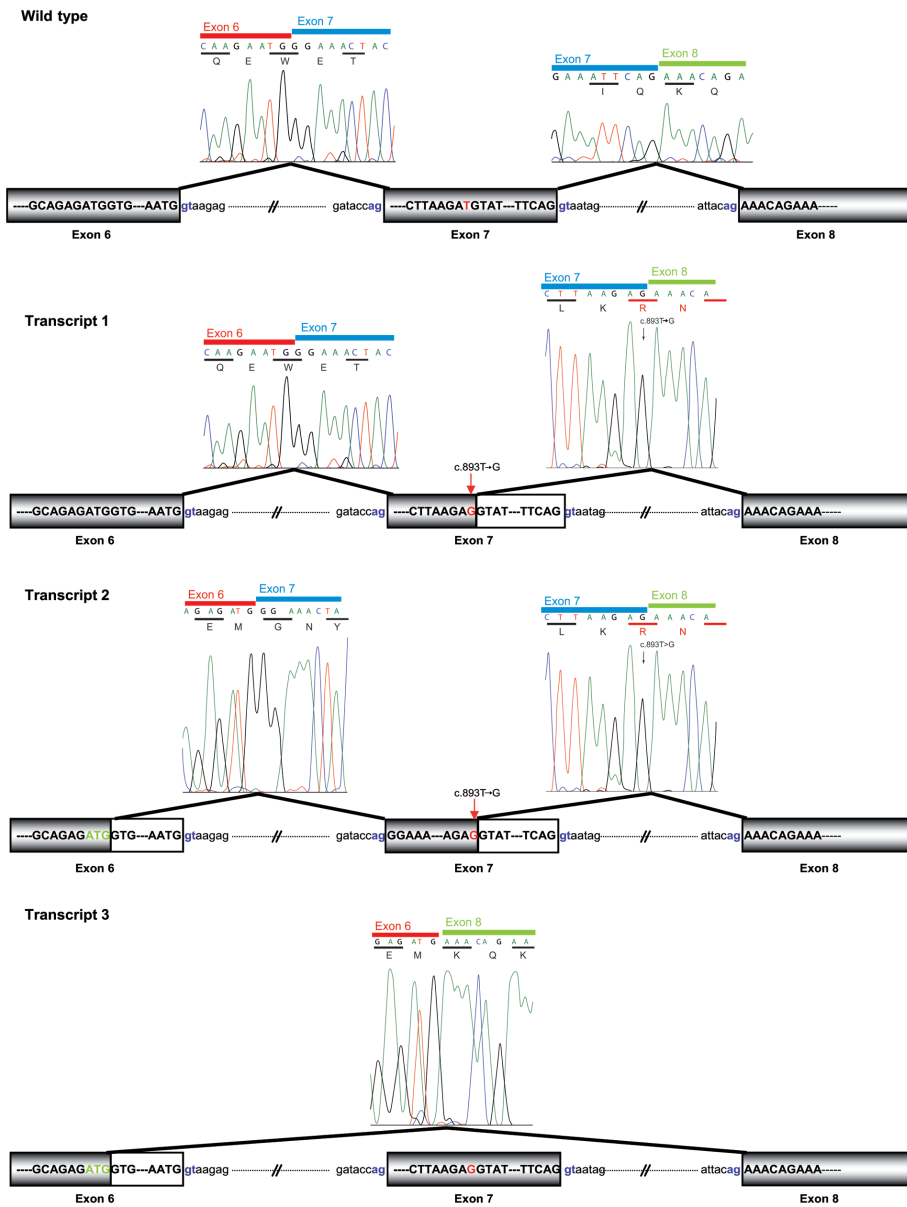 Wild type
Exon 6 Exon 7
C A A G A A T G G G A A A C T A C
Q E W E T
Exon 7 Exon 8
G A A A T T C A G A A A C A G A
I Q K Q
----GCAGAGATGGTG---AATG gtaagag // gataccag ----CTTAAGATGTAT---TTCAG gtaatag // attacag AAACAGAAA-----
Exon 6 Exon 7 Exon 8
Transcript 1
Exon 7 Exon 8
C T T A A G A G A A A C A
L K R N
c.893T→G
Exon 6 Exon 7
C A A G A A T G G G A A A C T A C
Q E W E T
c.893T→G
----GCAGAGATGGTG---AATG gtaagag // gataccag ----CTTAAGAGGTAT---TTCAG gtaatag // attacag AAACAGAAA-----
Exon 6 Exon 7 Exon 8
Transcript 2
Exon 6 Exon 7
A G A G A T G G G A A A C T A
E M G N Y
Exon 7 Exon 8
C T T A A G A G A A A C A
L K R N
c.893T>G
c.893T→G
----GCAGAGATGGTG---AATG gtaagag // gataccag GGAAA---AGAGGTAT---TCAG gtaatag // attacag AAACAGAAA-----
Exon 6 Exon 7 Exon 8
Transcript 3
Exon 6 Exon 8
G A G A T G A A A C A G A A
E M K Q K
----GCAGAGATGGTG---AATG gtaagag // gataccag ----CTTAAGAGGTAT---TTCAG gtaatag // attacag AAACAGAAA-----
Exon 6 Exon 7 Exon 8